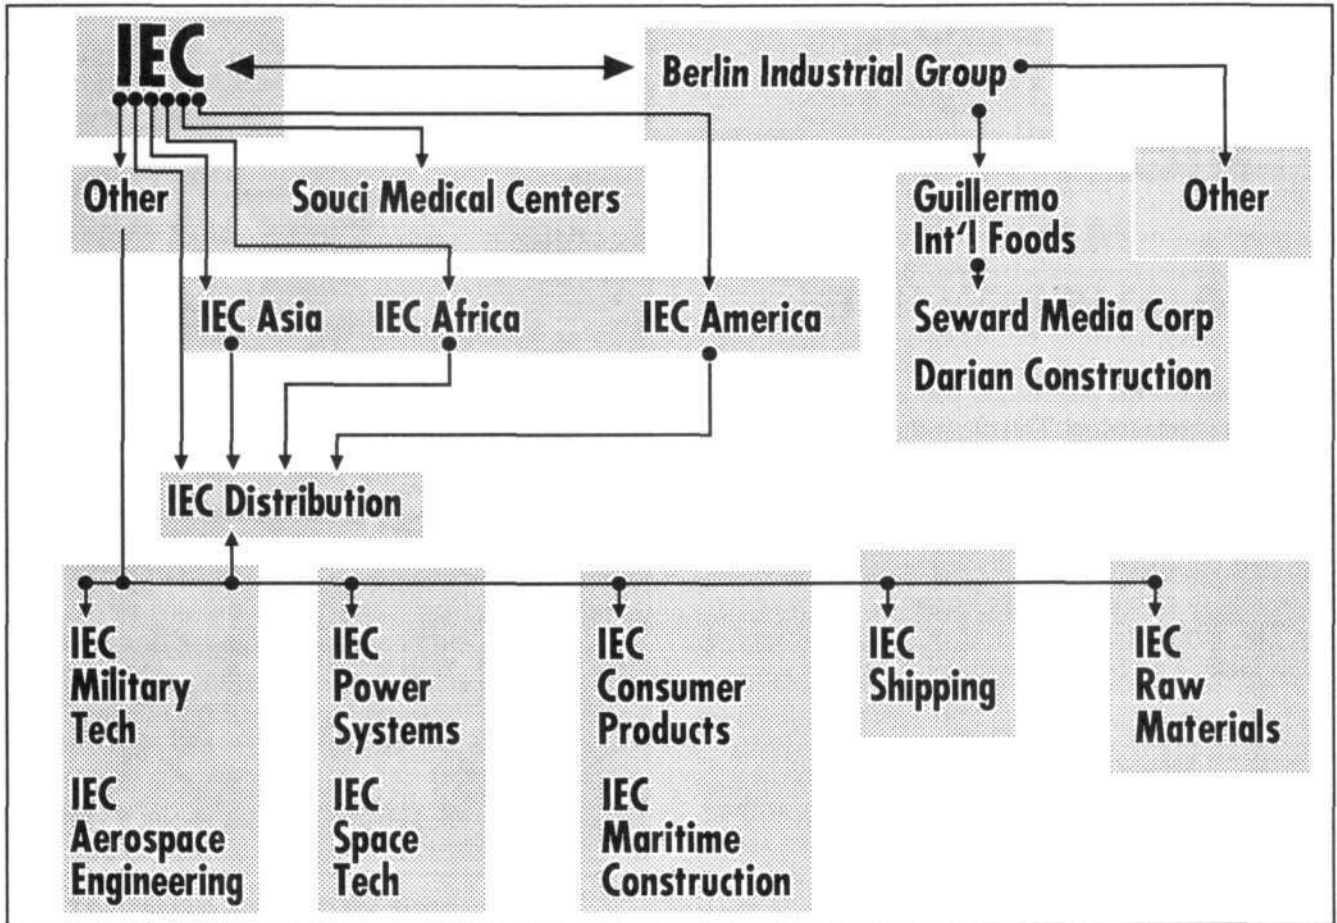 IEC
Berlin Industrial Group
Other
Souci Medical Centers
Guillermo
Int'l Foods
Other
IEC Asia
IEC Africa
IEC America
Seward Media Corp
Darian Construction
IEC Distribution
IEC
Military
Tech
IEC
Aerospace
Engineering
IEC
Power
Systems
IEC
Space
Tech
IEC
Consumer
Products
IEC
Maritime
Construction
IEC
Shipping
IEC
Raw
Materials